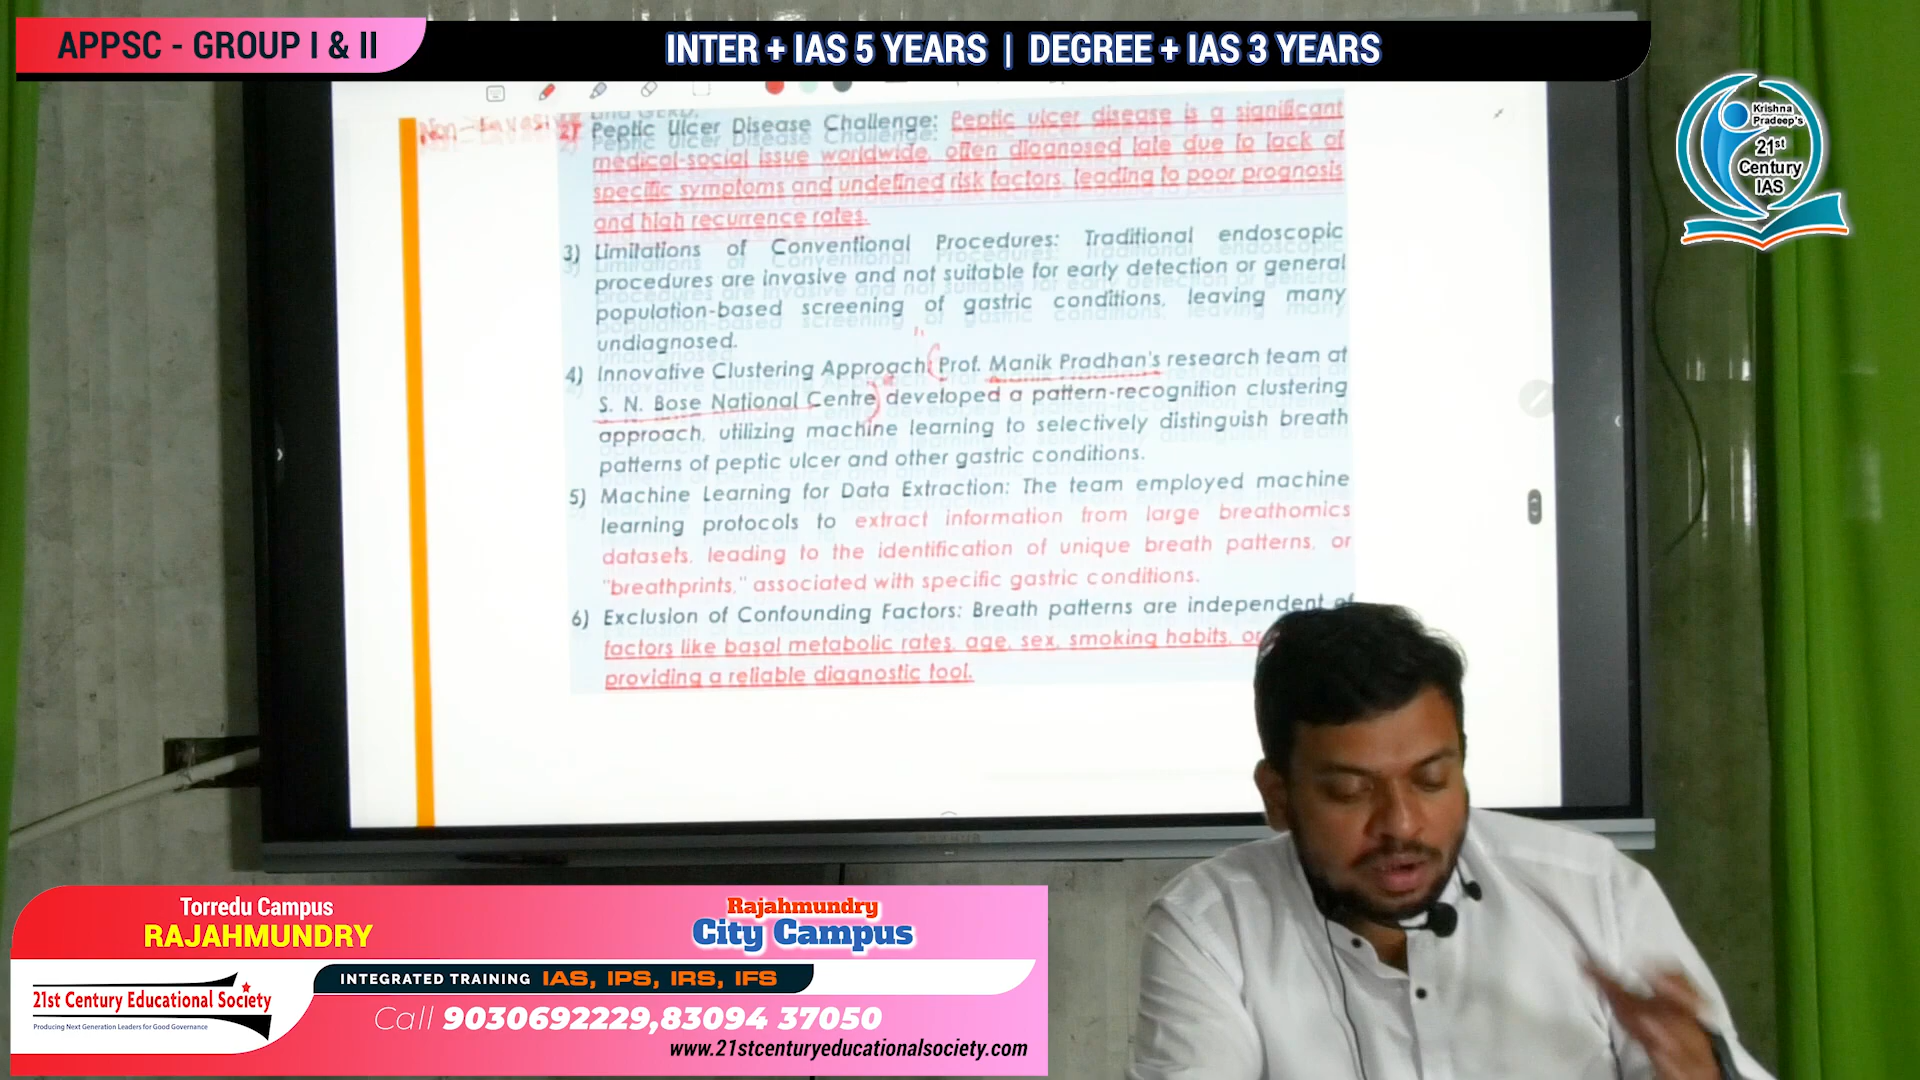 APPSC - GROUP I & II
INTER + IAS 5 YEARS | DEGREE + IAS 3 YEARS
Krishna
Pradeep's
21st
Century
IAS
and GERD.
2) Peptic Ulcer Disease Challenge: Peptic ulcer disease is a significant
medical-social issue worldwide, often diagnosed late due to lack of
specific symptoms and undefined risk factors, leading to poor prognosis
and high recurrence rates.
3) Limitations of Conventional Procedures: Traditional endoscopic
procedures are invasive and not suitable for early detection or general
population-based screening of gastric conditions, leaving many
undiagnosed.
4) Innovative Clustering Approach: Prof. Manik Pradhan's research team at
S. N. Bose National Centre developed a pattern-recognition clustering
approach, utilizing machine learning to selectively distinguish breath
patterns of peptic ulcer and other gastric conditions.
5) Machine Learning for Data Extraction: The team employed machine
learning protocols to extract information from large breathomics
datasets, leading to the identification of unique breath patterns, or
"breathprints," associated with specific gastric conditions.
6) Exclusion of Confounding Factors: Breath patterns are independent of
factors like basal metabolic rates, age, sex, smoking habits, or
providing a reliable diagnostic tool.
Torredu Campus
RAJAHMUNDRY
Rajahmundry
City Campus
21st Century Educational Society
Producing Next Generation Leaders for Good Governance
INTEGRATED TRAINING IAS, IPS, IRS, IFS
Call 9030692229,83094 37050
www.21stcenturyeducationalsociety.com